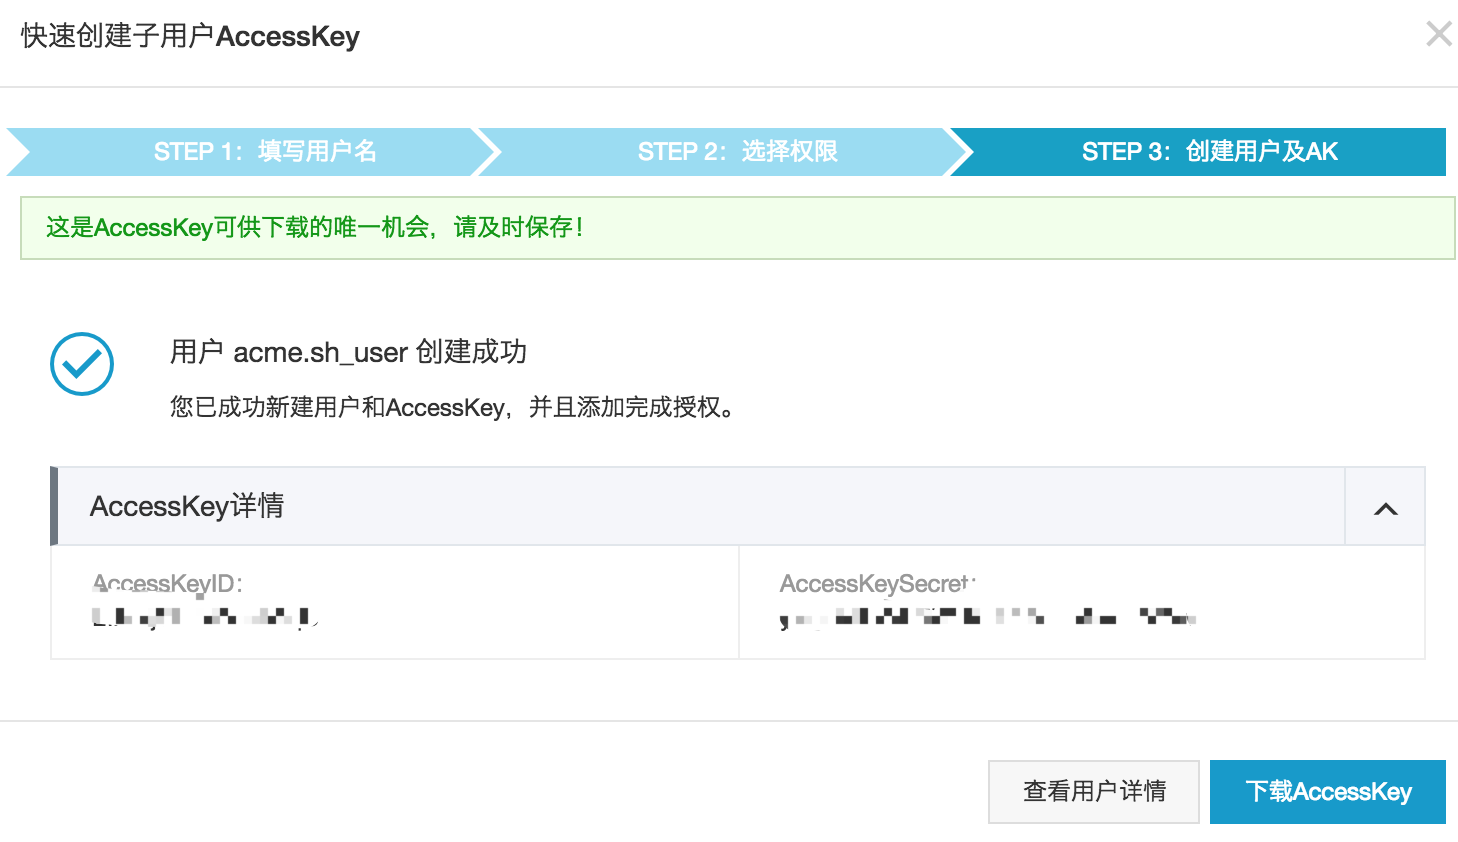 快速创建子用户AccessKey
STEP 1：填写用户名
STEP 2：选择权限
STEP 3：创建用户及AK
这是AccessKey可供下载的唯一机会，请及时保存！
用户 acme.sh_user 创建成功
您已成功新建用户和AccessKey，并且添加完成授权。
AccessKey详情
AccessKeyID：
AccessKeySecret：
查看用户详情
下载AccessKey